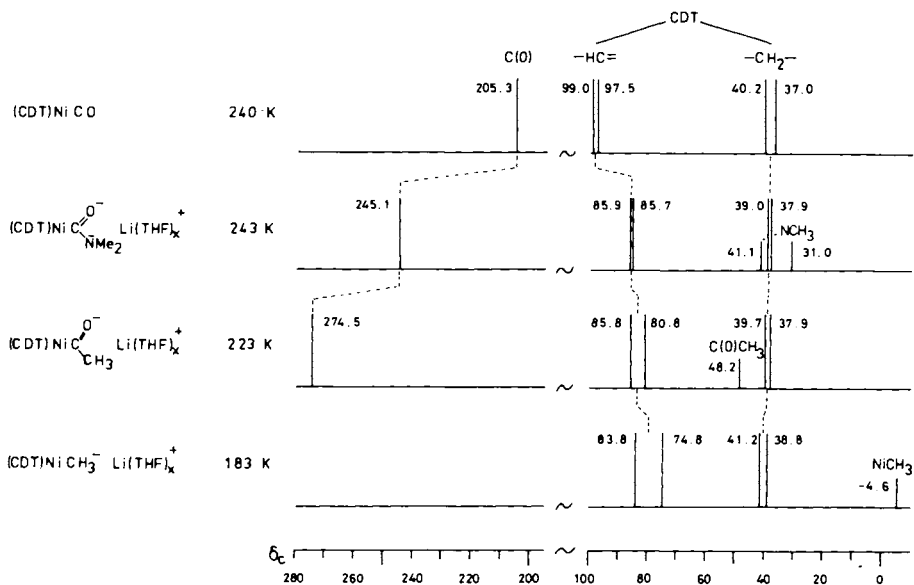 CDT
C(O) -HC= -CH2-
(CDT)NiCO 240 K 205.3 99.0 97.5 40.2 37.0
~
O-
(CDT)NiC Li(THF)x+ 243 K 245.1 85.9 85.7 39.0 37.9
NMe2
NCH3
41.1 31.0
~
O-
(CDT)NiC Li(THF)x+ 223 K 274.5 85.8 80.8 39.7 37.9
CH3
C(O)CH3
48.2
~
(CDT)NiCH3- Li(THF)x+ 183 K 83.8 74.8 41.2 38.8
NiCH3
-4.6
~
δc
~
280 260 240 220 200 100 80 60 40 20 0